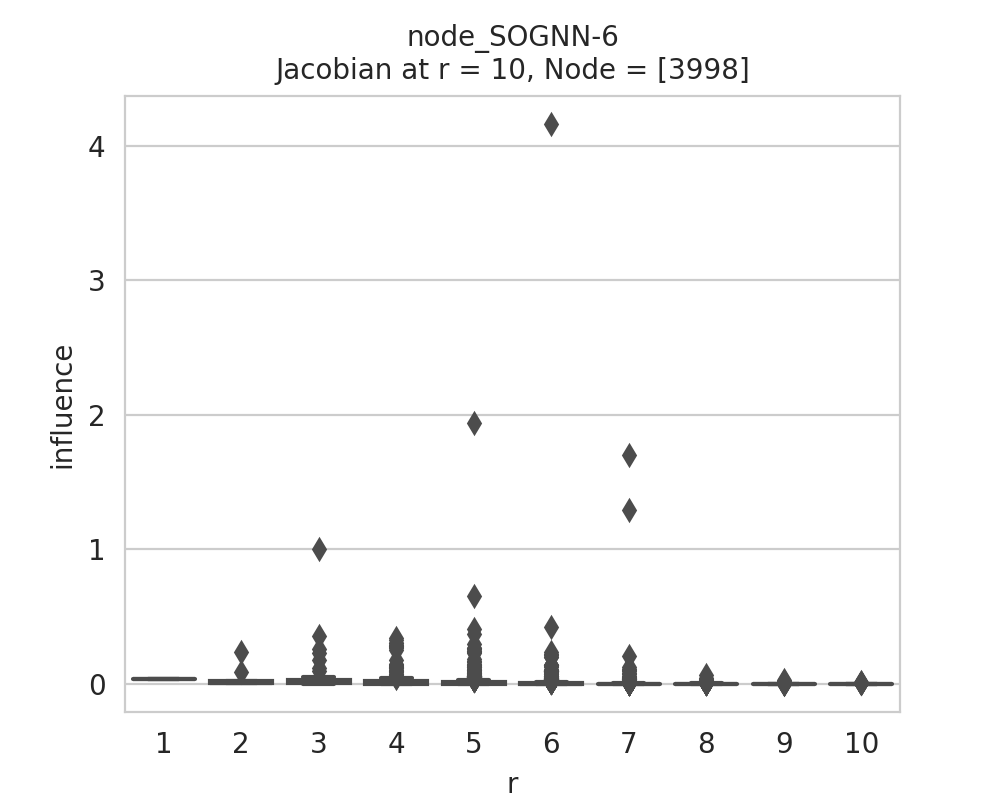 node_SOGNN-6
Jacobian at r = 10, Node = [3998]
influence
4
3
2
1
0
1 2 3 4 5 6 7 8 9 10
r